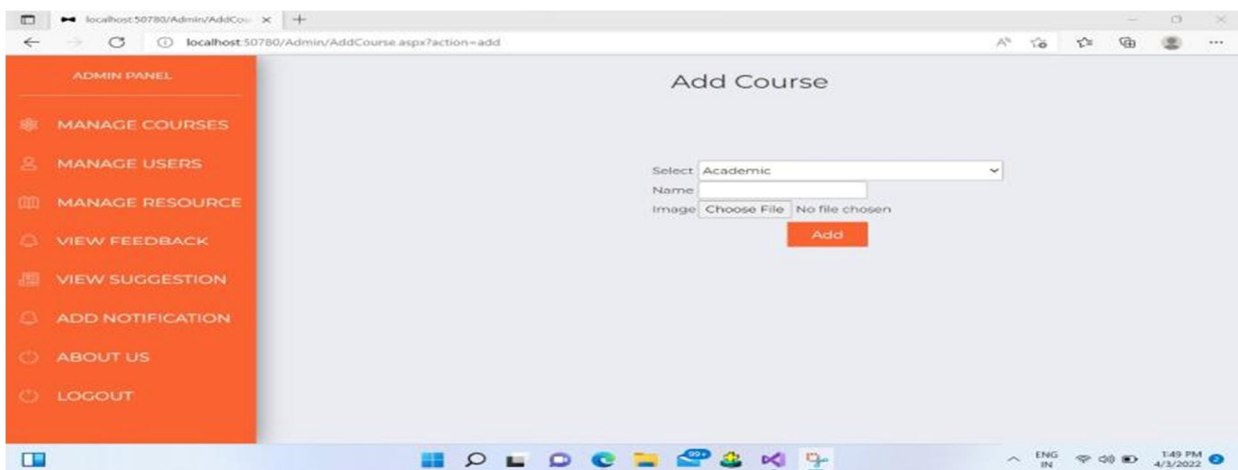 localhost:50780/Admin/AddCou
localhost:50780/Admin/AddCourse.aspx?action=add
ADMIN PANEL
MANAGE COURSES
MANAGE USERS
MANAGE RESOURCE
VIEW FEEDBACK
VIEW SUGGESTION
ADD NOTIFICATION
ABOUT US
LOGOUT
Add Course
Select Academic
Name
Image Choose File No file chosen
Add
99+
ENG
IN
1:49 PM
4/3/2022
2